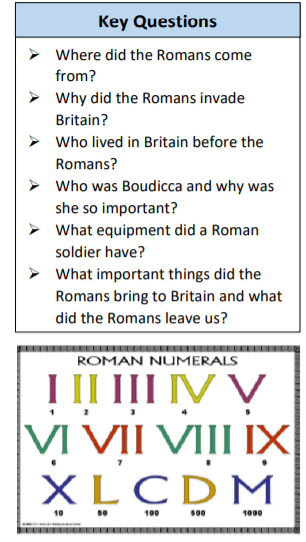 Key Questions
➢ Where did the Romans come
from?
➢ Why did the Romans invade
Britain?
➢ Who lived in Britain before the
Romans?
➢ Who was Boudicca and why was
she so important?
➢ What equipment did a Roman
soldier have?
➢ What important things did the
Romans bring to Britain and what
did the Romans leave us?
ROMAN NUMERALS
I II III IV V
1 2 3 4 5
VI VII VIII IX
6 7 8 9
X L C D M
10 50 100 500 1000